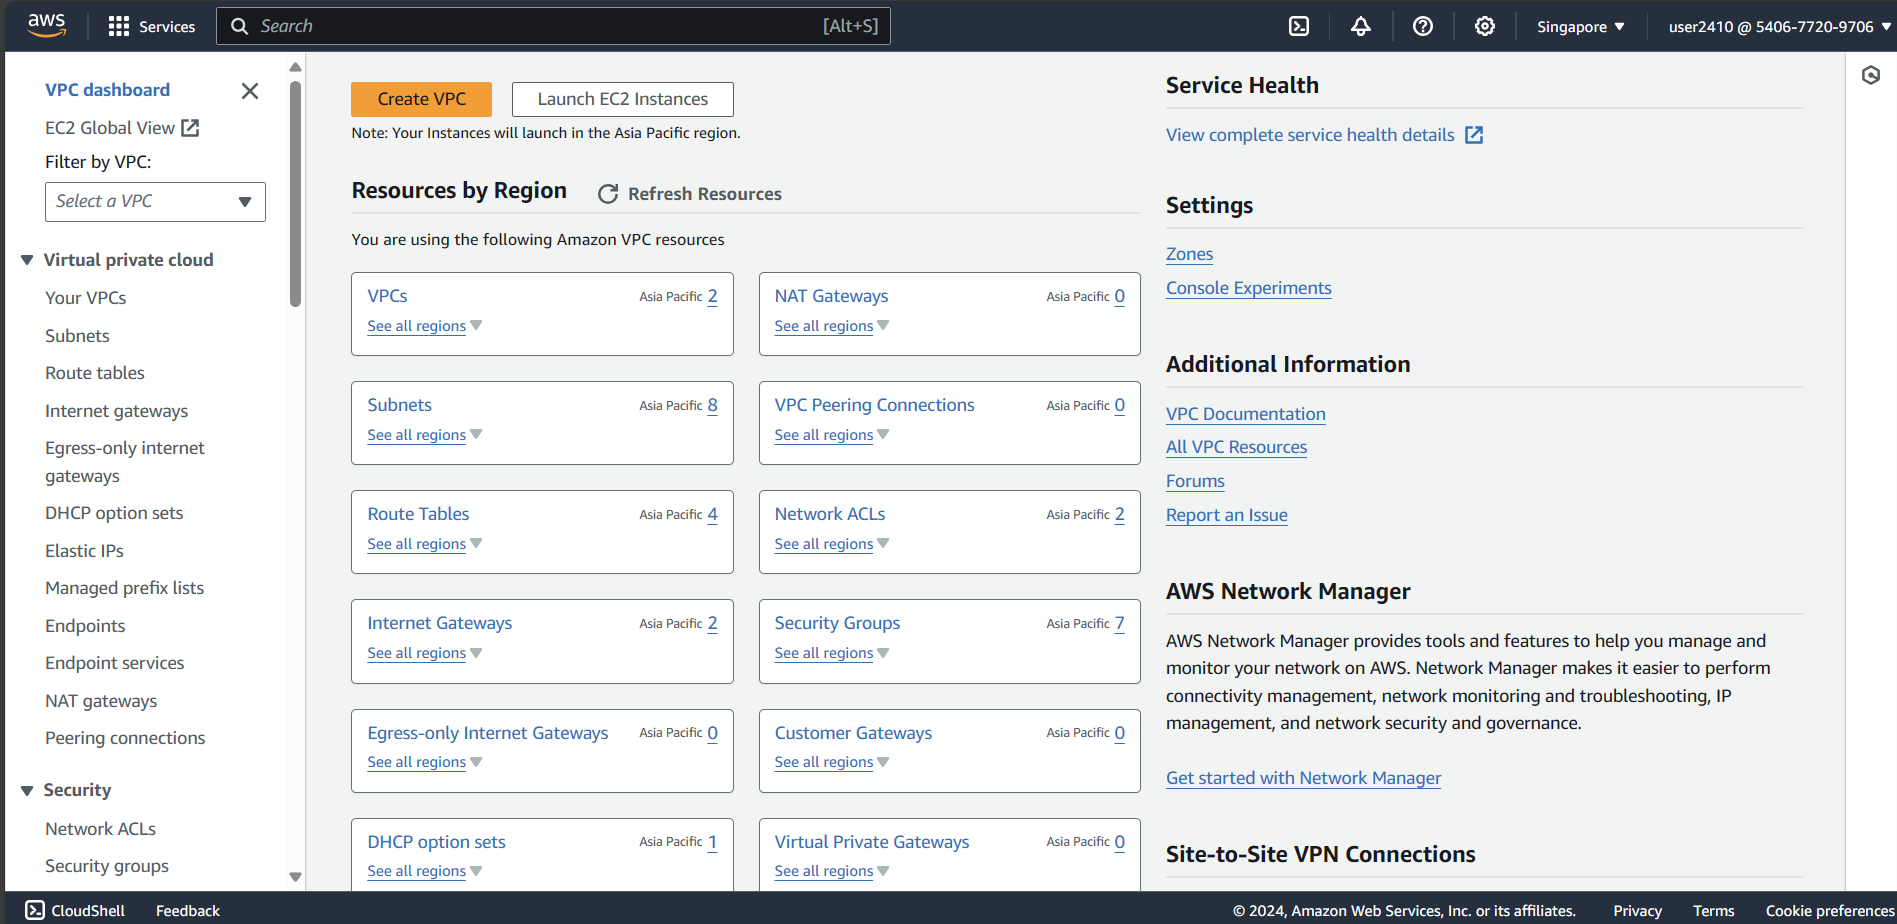 aws
Services
Search
[Alt+S]
Singapore
user2410 @ 5406-7720-9706
VPC dashboard
EC2 Global View
Filter by VPC:
Select a VPC
Virtual private cloud
Your VPCs
Subnets
Route tables
Internet gateways
Egress-only internet
gateways
DHCP option sets
Elastic IPs
Managed prefix lists
Endpoints
Endpoint services
NAT gateways
Peering connections
Security
Network ACLs
Security groups
Create VPC
Launch EC2 Instances
Note: Your Instances will launch in the Asia Pacific region.
Resources by Region
Refresh Resources
You are using the following Amazon VPC resources
VPCs
Asia Pacific 2
See all regions
NAT Gateways
Asia Pacific 0
See all regions
Subnets
Asia Pacific 8
See all regions
VPC Peering Connections
Asia Pacific 0
See all regions
Route Tables
Asia Pacific 4
See all regions
Network ACLs
Asia Pacific 2
See all regions
Internet Gateways
Asia Pacific 2
See all regions
Security Groups
Asia Pacific 7
See all regions
Egress-only Internet Gateways
Asia Pacific 0
See all regions
Customer Gateways
Asia Pacific 0
See all regions
DHCP option sets
Asia Pacific 1
See all regions
Virtual Private Gateways
Asia Pacific 0
See all regions
Service Health
View complete service health details
Settings
Zones
Console Experiments
Additional Information
VPC Documentation
All VPC Resources
Forums
Report an Issue
AWS Network Manager
AWS Network Manager provides tools and features to help you manage and
monitor your network on AWS. Network Manager makes it easier to perform
connectivity management, network monitoring and troubleshooting, IP
management, and network security and governance.
Get started with Network Manager
Site-to-Site VPN Connections
CloudShell
Feedback
© 2024, Amazon Web Services, Inc. or its affiliates.
Privacy
Terms
Cookie preferences